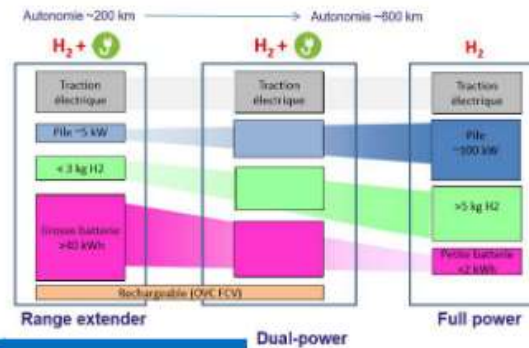 Autonomie ~200 km
Autonomie ~600 km
H2 +
H2 +
H2
Traction
électrique
Traction
électrique
Traction
électrique
Pile ~5 kW
Pile
~100 kW
< 3 kg H2
>5 kg H2
Grosse batterie
>40 kWh
Petite batterie
<2 kWh
Rechargeable (OVC FCV)
Range extender
Dual-power
Full power